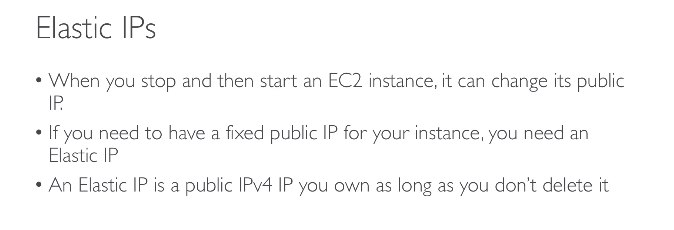 Elastic IPs
• When you stop and then start an EC2 instance, it can change its public
IP.
• If you need to have a fixed public IP for your instance, you need an
Elastic IP
• An Elastic IP is a public IPv4 IP you own as long as you don't delete it